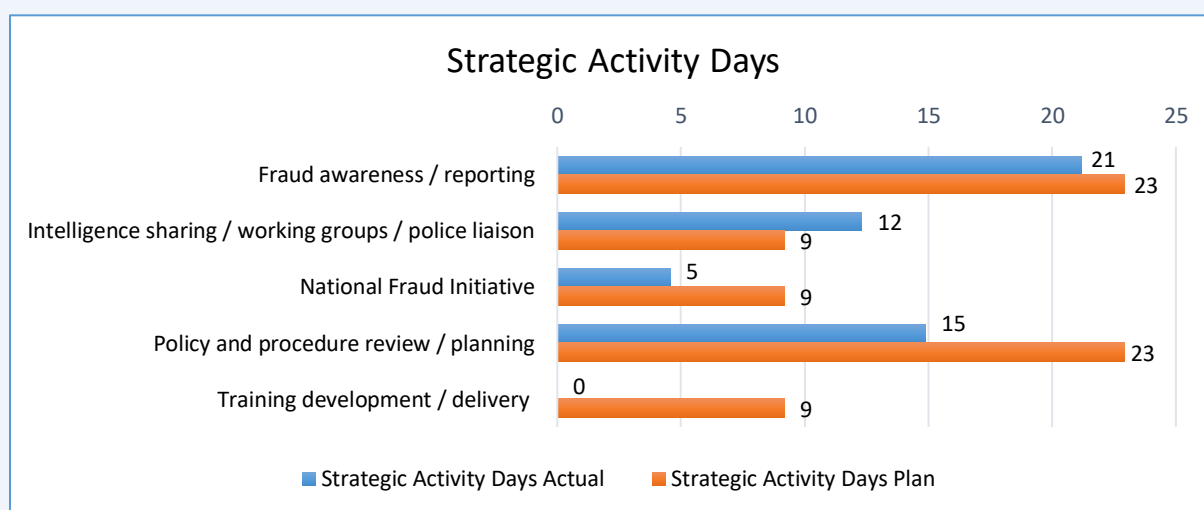 Strategic Activity Days
0 5 10 15 20 25
Fraud awareness / reporting 21
23
Intelligence sharing / working groups / police liaison 12
9
National Fraud Initiative 5
9
Policy and procedure review / planning 15
23
Training development / delivery 0
9
Strategic Activity Days Actual Strategic Activity Days Plan